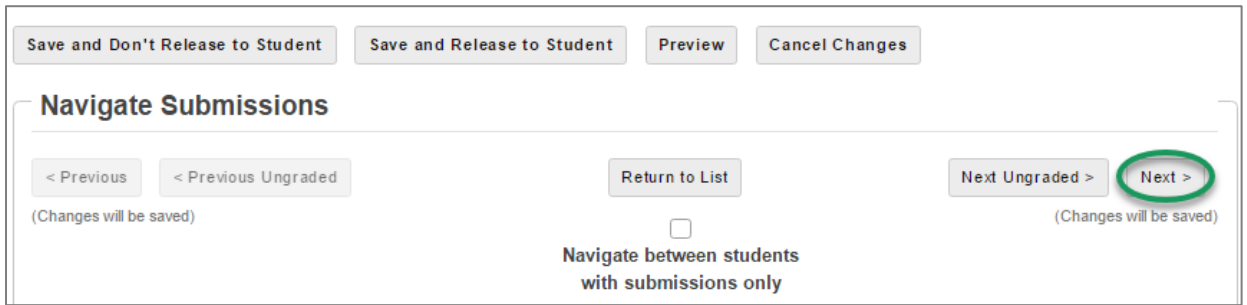 Save and Don't Release to Student Save and Release to Student Preview Cancel Changes
Navigate Submissions
< Previous < Previous Ungraded Return to List Next Ungraded > Next >
(Changes will be saved) (Changes will be saved)
Navigate between students
with submissions only